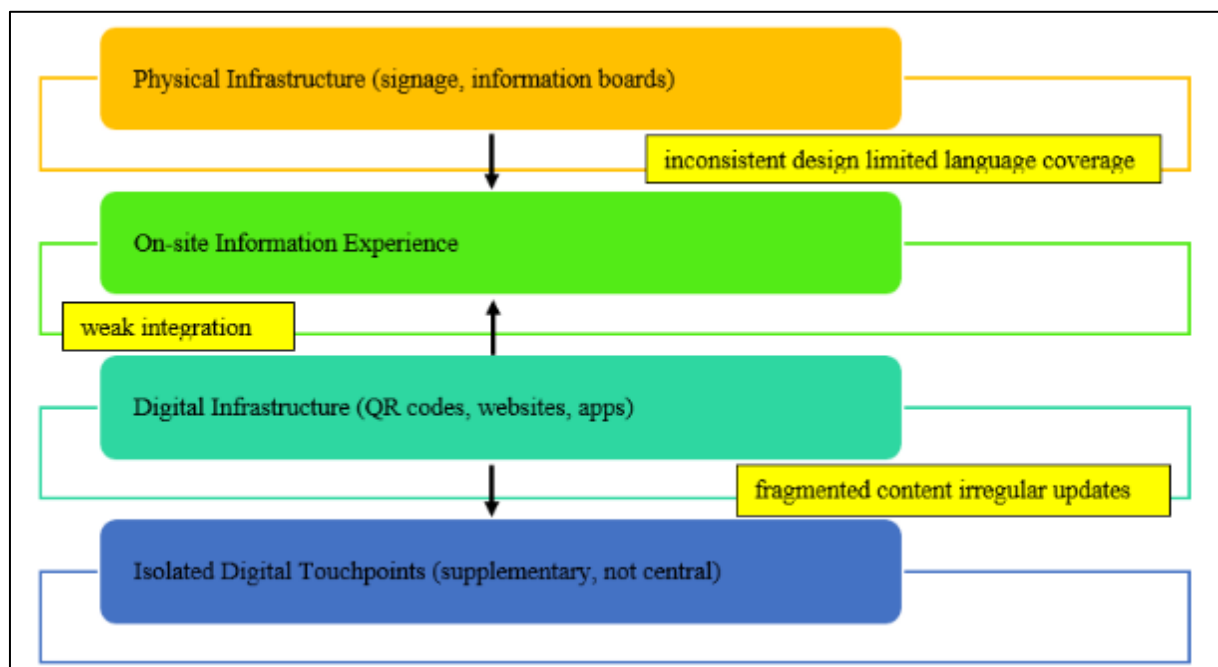 Physical Infrastructure (signage, information boards)
inconsistent design limited language coverage
On-site Information Experience
weak integration
Digital Infrastructure (QR codes, websites, apps)
fragmented content irregular updates
Isolated Digital Touchpoints (supplementary, not central)